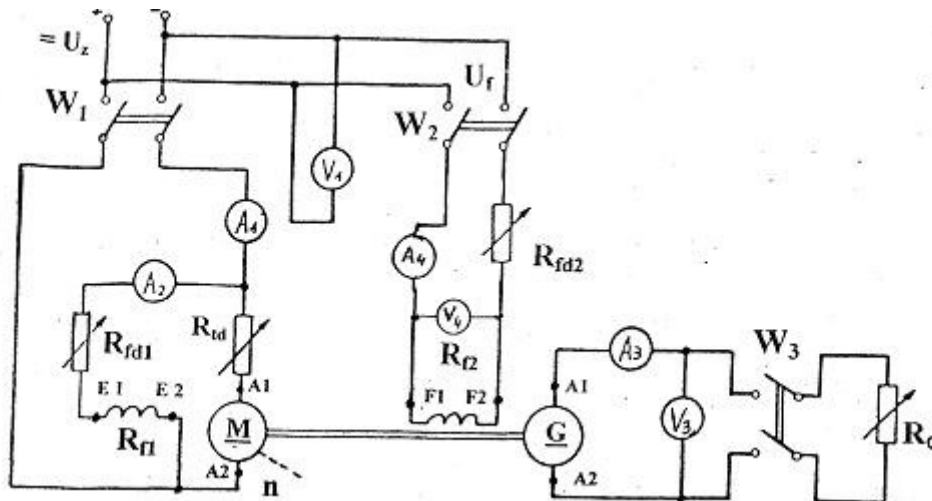 + −
= Uz
W1
Uf
W2
V1
A1
A4
Rfd2
A2
V4
Rfd1
Rtd
Rf2
A3
W3
E1 E2
A1
F1 F2
A1
V3
Rf1
M
G
A2
n
A2